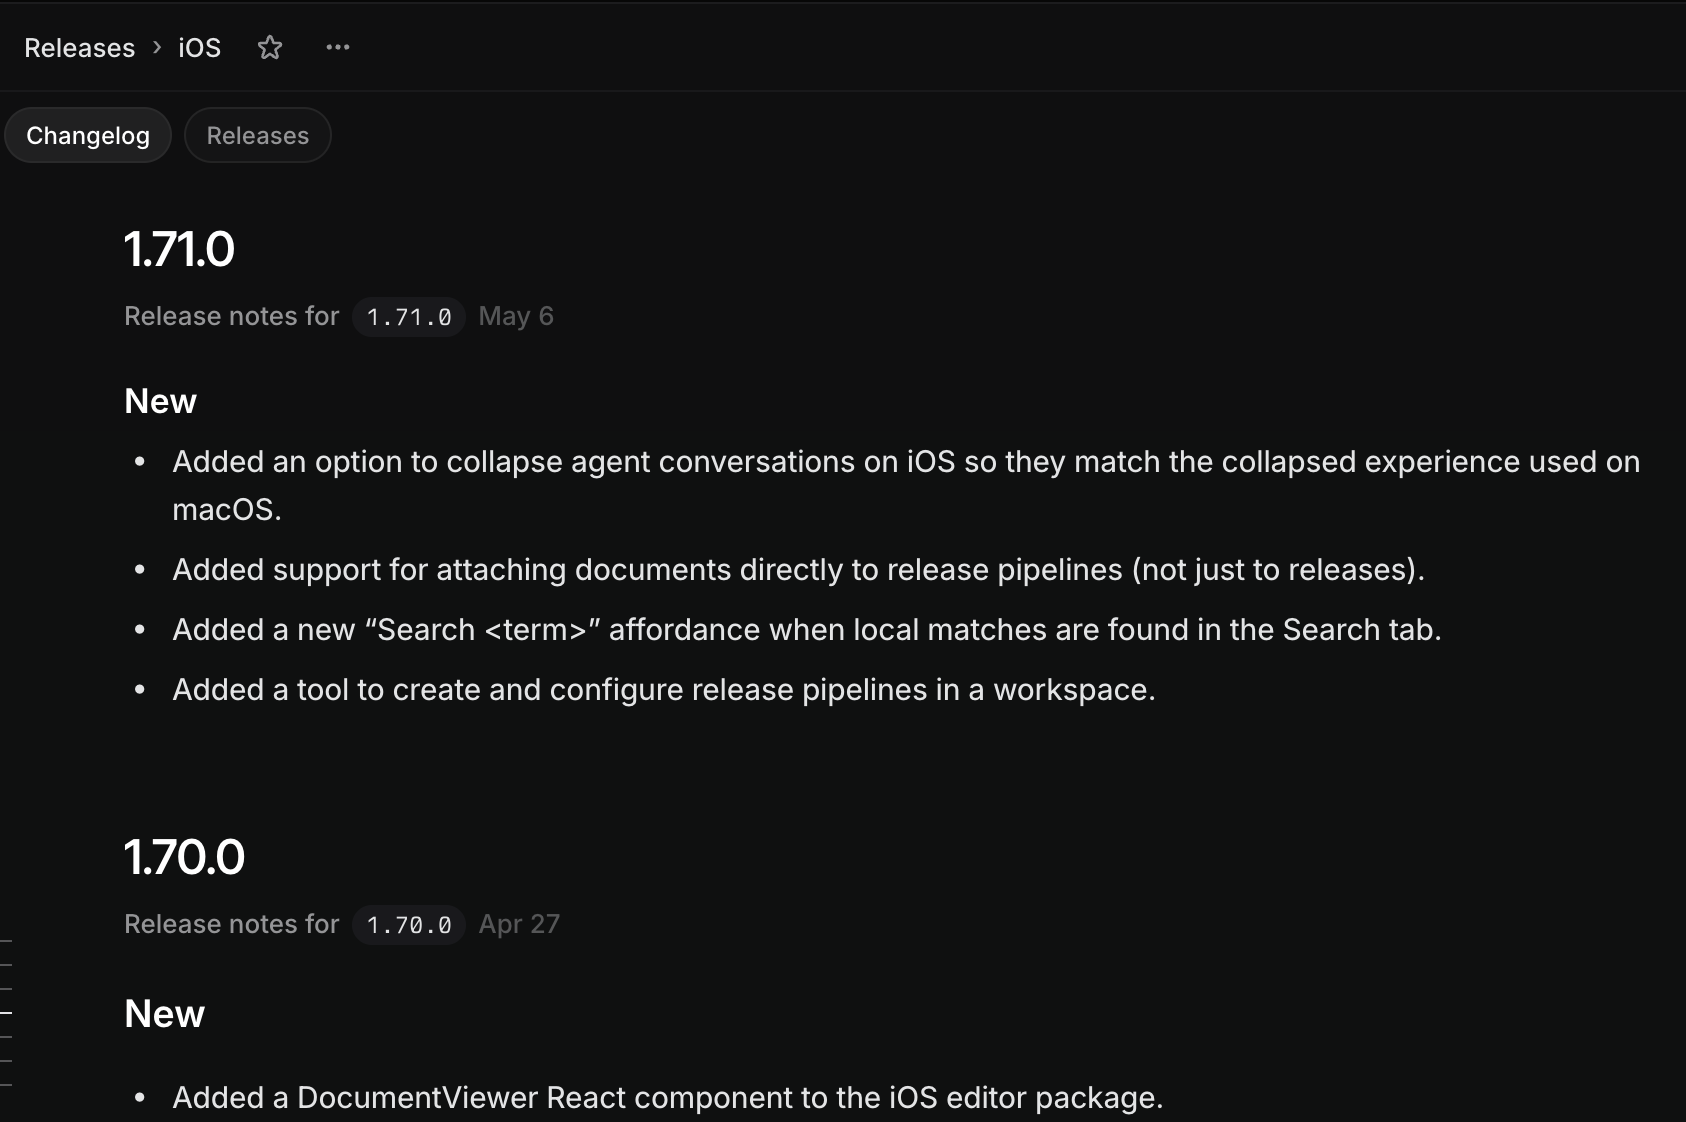 Releases › iOS
Changelog
Releases
1.71.0
Release notes for 1.71.0 May 6
New
• Added an option to collapse agent conversations on iOS so they match the collapsed experience used on
macOS.
• Added support for attaching documents directly to release pipelines (not just to releases).
• Added a new “Search <term>” affordance when local matches are found in the Search tab.
• Added a tool to create and configure release pipelines in a workspace.
1.70.0
Release notes for 1.70.0 Apr 27
New
• Added a DocumentViewer React component to the iOS editor package.